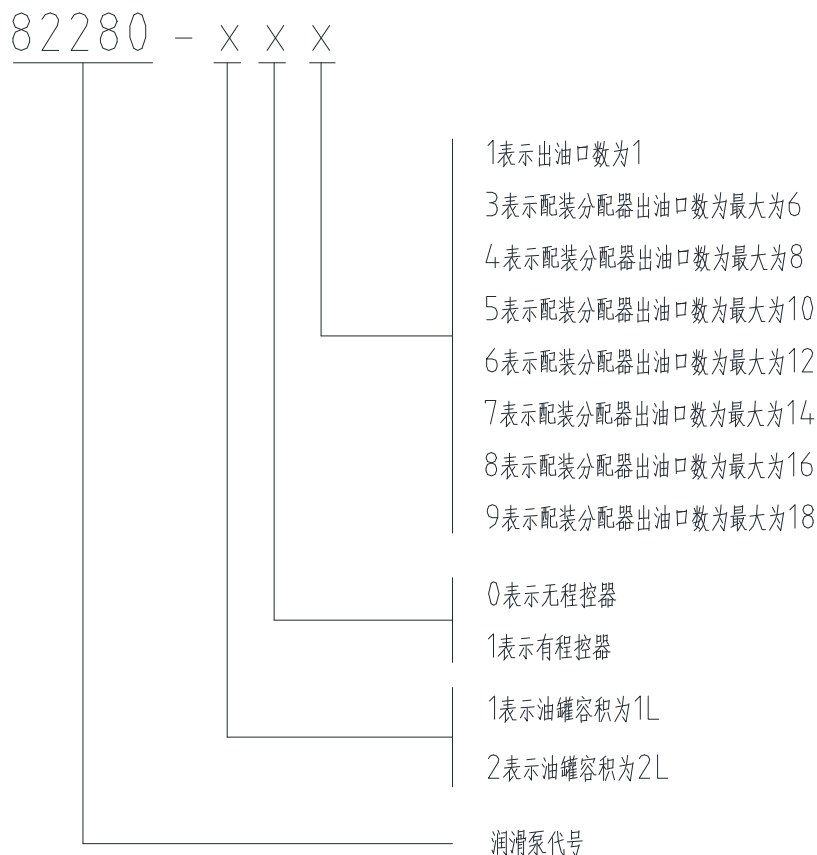 82280 - x x x
1表示出油口数为1
3表示配装分配器出油口数为最大为6
4表示配装分配器出油口数为最大为8
5表示配装分配器出油口数为最大为10
6表示配装分配器出油口数为最大为12
7表示配装分配器出油口数为最大为14
8表示配装分配器出油口数为最大为16
9表示配装分配器出油口数为最大为18
0表示无程控器
1表示有程控器
1表示油罐容积为1L
2表示油罐容积为2L
润滑泵代号